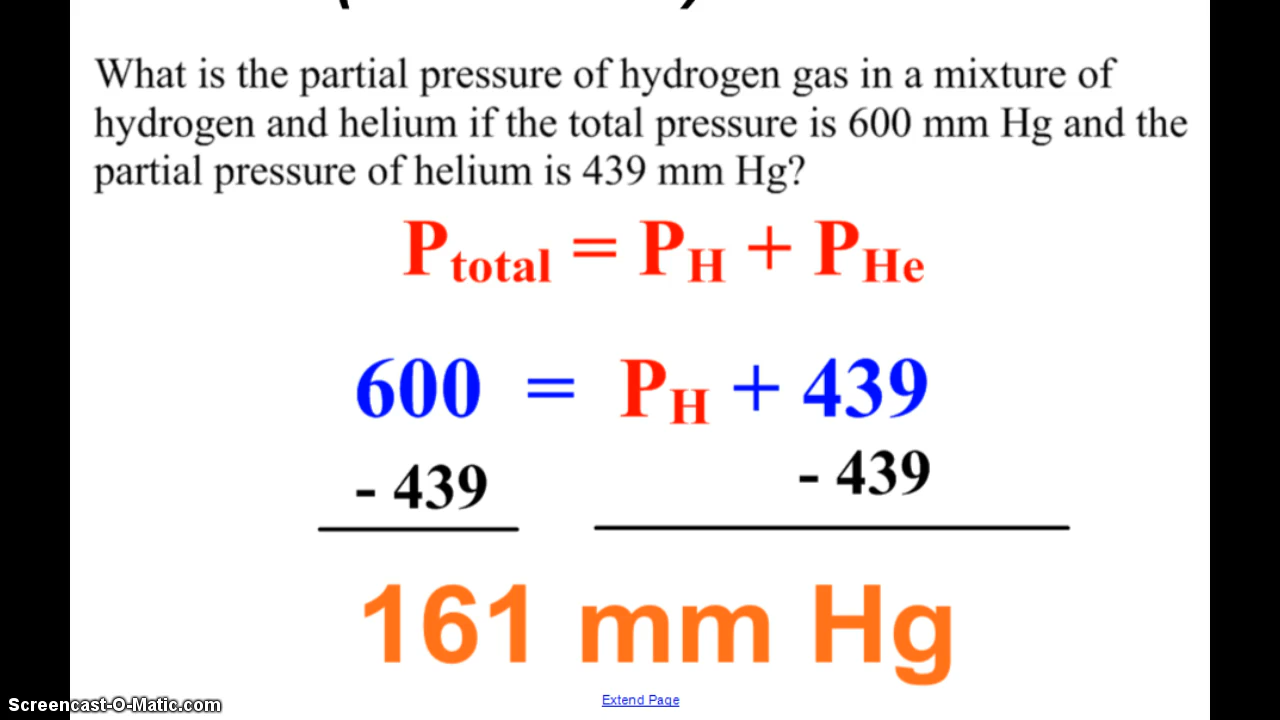 What is the partial pressure of hydrogen gas in a mixture of
hydrogen and helium if the total pressure is 600 mm Hg and the
partial pressure of helium is 439 mm Hg?
Ptotal = PH + PHe
600 = PH + 439
- 439 - 439
161 mm Hg
Extend Page
Screencast-O-Matic.com